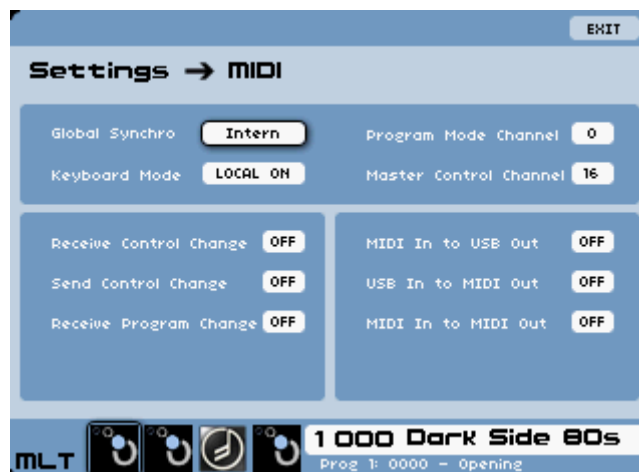 EXIT
Settings → MIDI
Global Synchro Intern Program Mode Channel 0
Keyboard Mode LOCAL ON Master Control Channel 16
Receive Control Change OFF MIDI In to USB Out OFF
Send Control Change OFF USB In to MIDI Out OFF
Receive Program Change OFF MIDI In to MIDI Out OFF
MLT 1 000 Dark Side 80s
Prog 1: 0000 - Opening